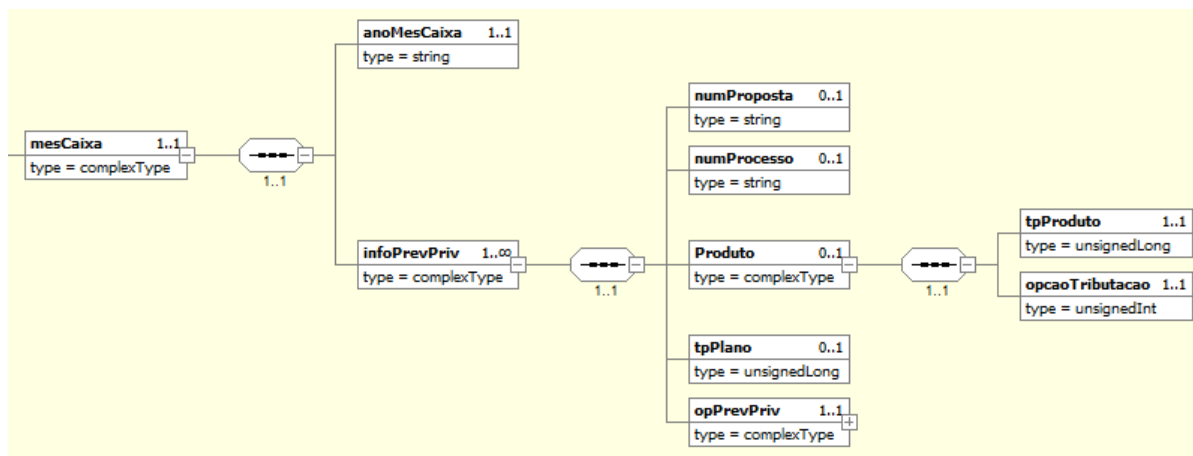 anoMesCaixa 1..1
type = string
numProposta 0..1
type = string
mesCaixa 1..1
type = complexType
1..1
numProcesso 0..1
type = string
infoPrevPriv 1..∞
type = complexType
1..1
Produto 0..1
type = complexType
1..1
tpProduto 1..1
type = unsignedLong
opcaoTributacao 1..1
type = unsignedInt
tpPlano 0..1
type = unsignedLong
opPrevPriv 1..1
type = complexType